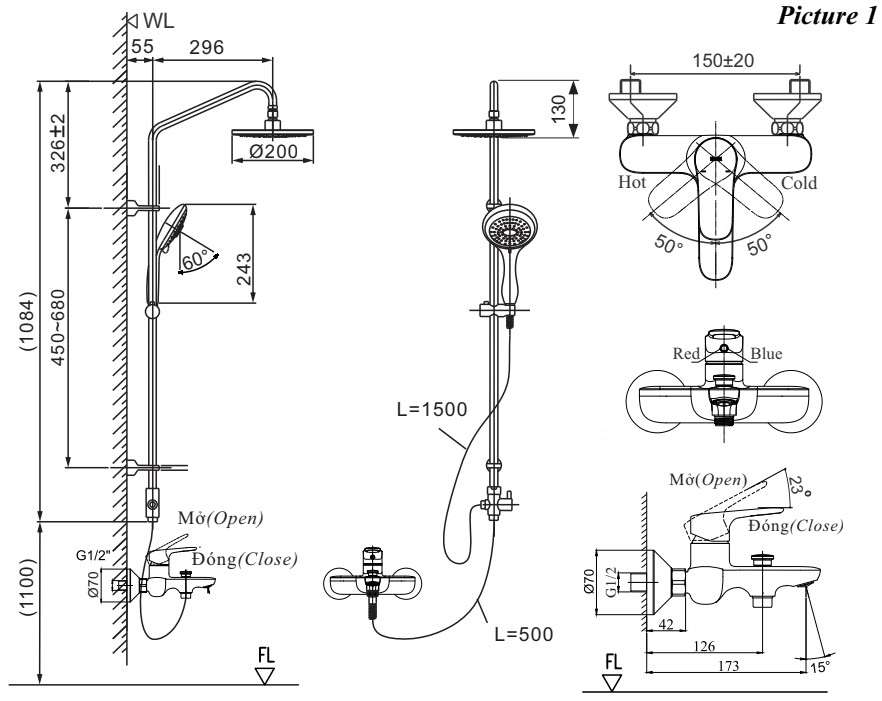 Picture 1
WL
55
296
326±2
Ø200
60°
243
450~680
(1084)
Mở(Open)
G1/2"
Đóng(Close)
Ø70
(1100)
FL
130
L=1500
L=500
150±20
Hot
Cold
50°
50°
Red
Blue
Mở(Open)
23°
Đóng(Close)
Ø70
G1/2
42
126
173
15°
FL